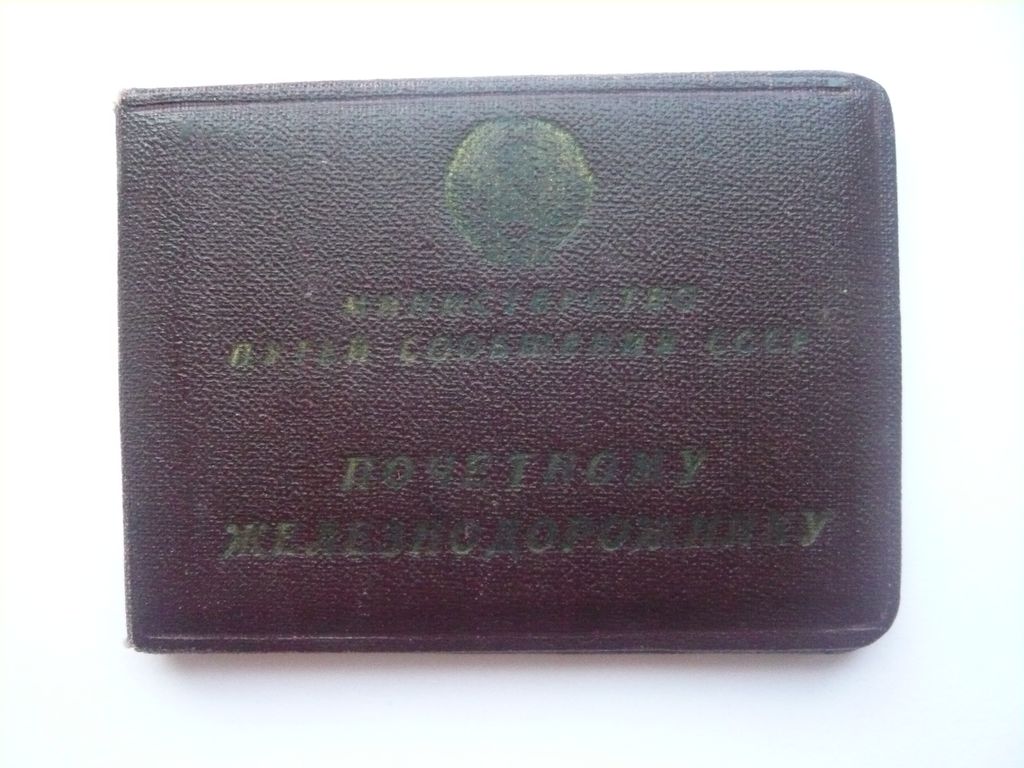 МИНИСТЕРСТВО
ПУТЕЙ СООБЩЕНИЯ СССР
ПОЧЕТНОМУ
ЖЕЛЕЗНОДОРОЖНИКУ